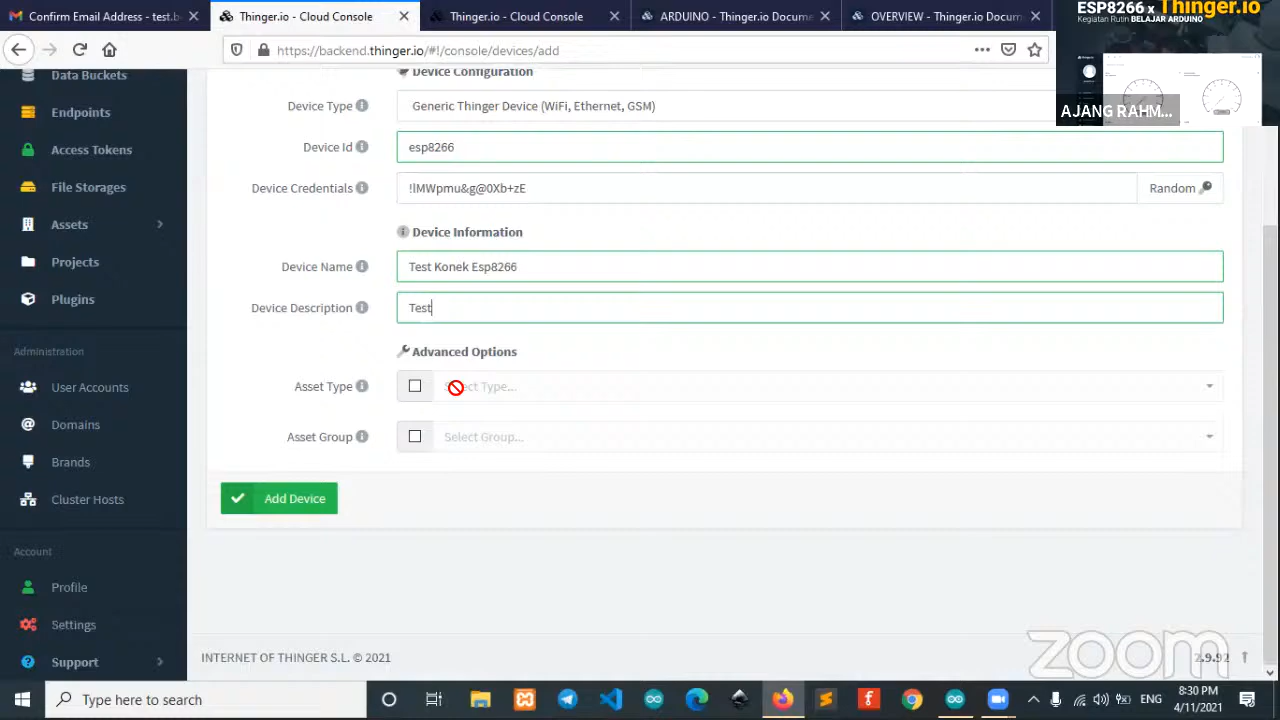 Confirm Email Address - test.b
Thinger.io - Cloud Console
Thinger.io - Cloud Console
ARDUINO - Thinger.io Docume
OVERVIEW - Thinger.io Docum
ESP8266 x Thinger.io
Kegiatan Rutin BELAJAR ARDUINO
https://backend.thinger.io/#!/console/devices/add
AJANG RAHM...
Data Buckets
Endpoints
Access Tokens
File Storages
Assets
Projects
Plugins
Administration
User Accounts
Domains
Brands
Cluster Hosts
Account
Profile
Settings
Support
Device Configuration
Device Type
Generic Thinger Device (WiFi, Ethernet, GSM)
Device Id
esp8266
Device Credentials
!lMWpmu&g@0Xb+zE
Random
Device Information
Device Name
Test Konek Esp8266
Device Description
Test
Advanced Options
Asset Type
Select Type...
Asset Group
Select Group...
Add Device
INTERNET OF THINGER S.L. © 2021
2.9.92
zoom
Type here to search
ENG
8:30 PM
4/11/2021